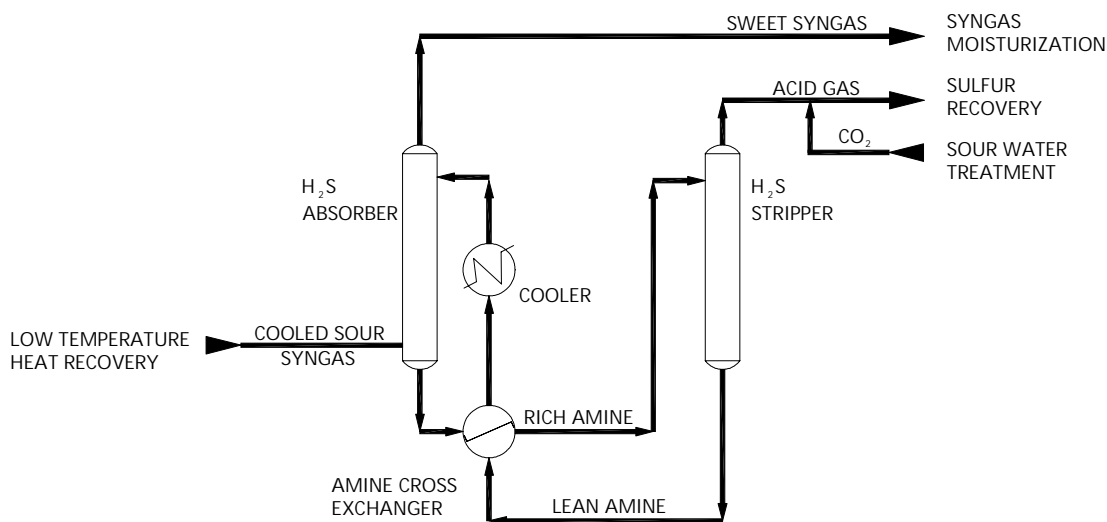 SWEET SYNGAS
SYNGAS
MOISTURIZATION
ACID GAS
SULFUR
RECOVERY
CO₂
SOUR WATER
TREATMENT
H₂S
ABSORBER
H₂S
STRIPPER
COOLER
LOW TEMPERATURE
HEAT RECOVERY
COOLED SOUR
SYNGAS
RICH AMINE
AMINE CROSS
EXCHANGER
LEAN AMINE